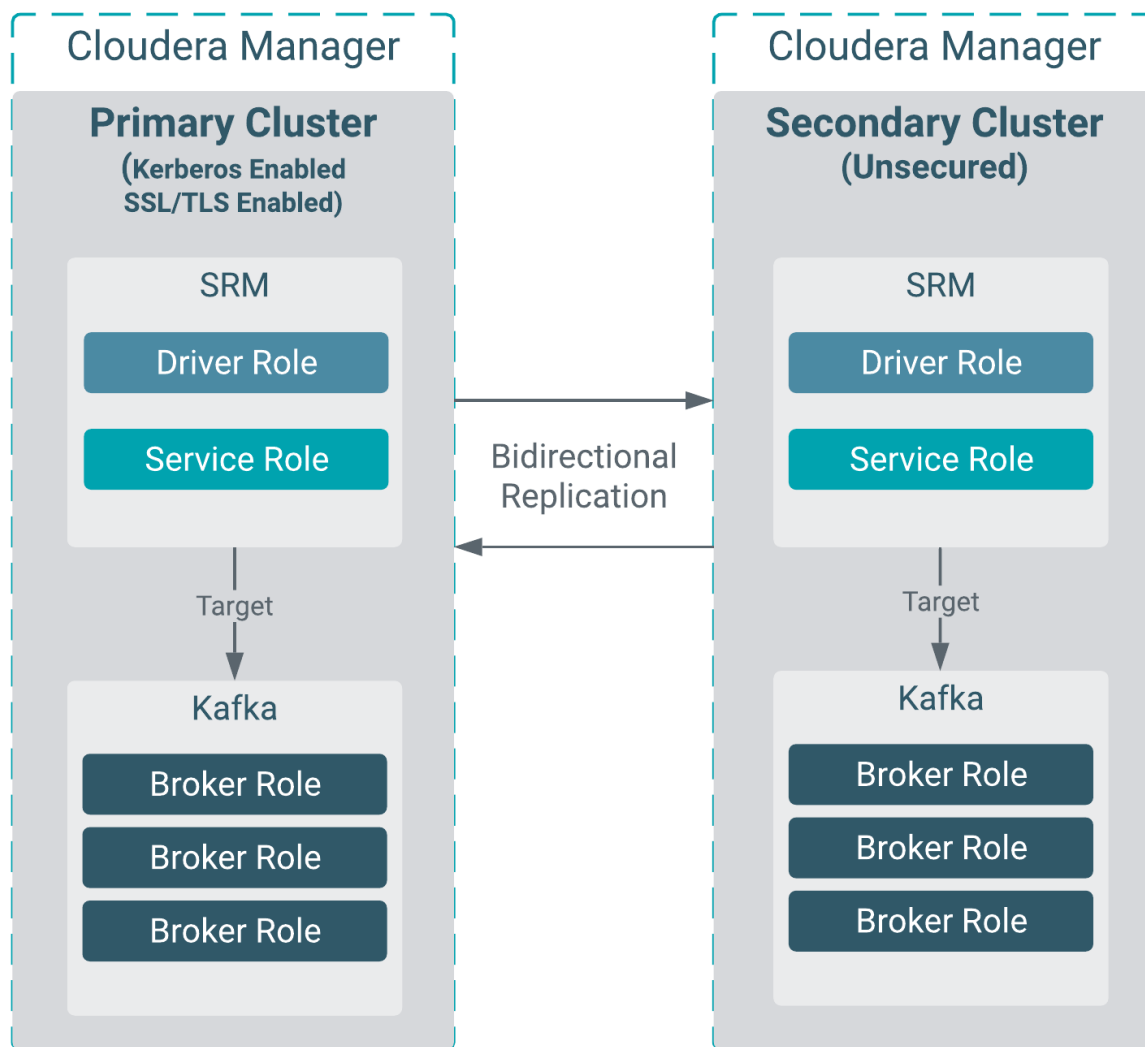 Cloudera Manager
Primary Cluster
(Kerberos Enabled
SSL/TLS Enabled)
SRM
Driver Role
Service Role
Target
Kafka
Broker Role
Broker Role
Broker Role
Bidirectional
Replication
Cloudera Manager
Secondary Cluster
(Unsecured)
SRM
Driver Role
Service Role
Target
Kafka
Broker Role
Broker Role
Broker Role